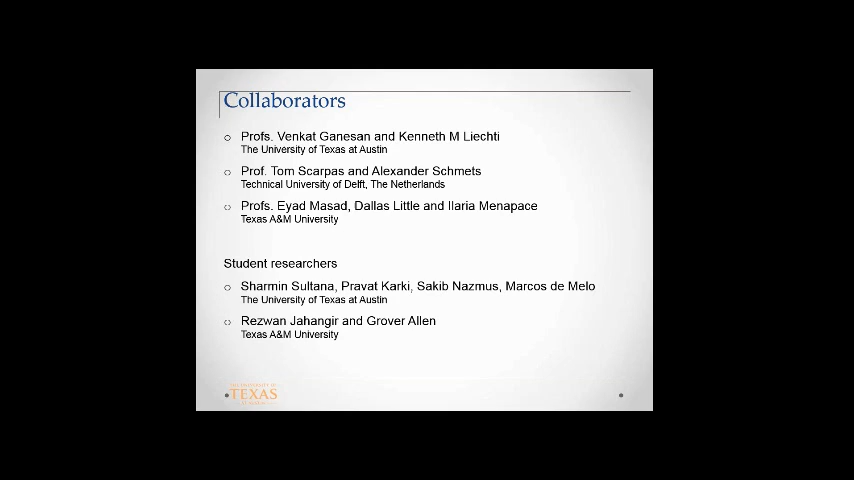 Collaborators
Profs. Venkat Ganesan and Kenneth M Liechti
The University of Texas at Austin
Prof. Tom Scarpas and Alexander Schmets
Technical University of Delft, The Netherlands
Profs. Eyad Masad, Dallas Little and Ilaria Menapace
Texas A&M University
Student researchers
Sharmin Sultana, Pravat Karki, Sakib Nazmus, Marcos de Melo
The University of Texas at Austin
Rezwan Jahangir and Grover Allen
Texas A&M University
TEXAS